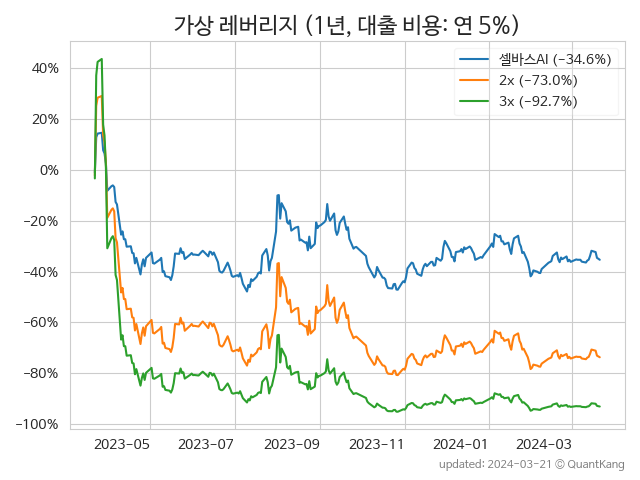 가상 레버리지 (1년, 대출 비용: 연 5%)
셀바스AI (−34.6%)
2x (−73.0%)
3x (−92.7%)
40%
20%
0%
−20%
−40%
−60%
−80%
−100%
2023-05 2023-07 2023-09 2023-11 2024-01 2024-03
updated: 2024-03-21 © QuantKang